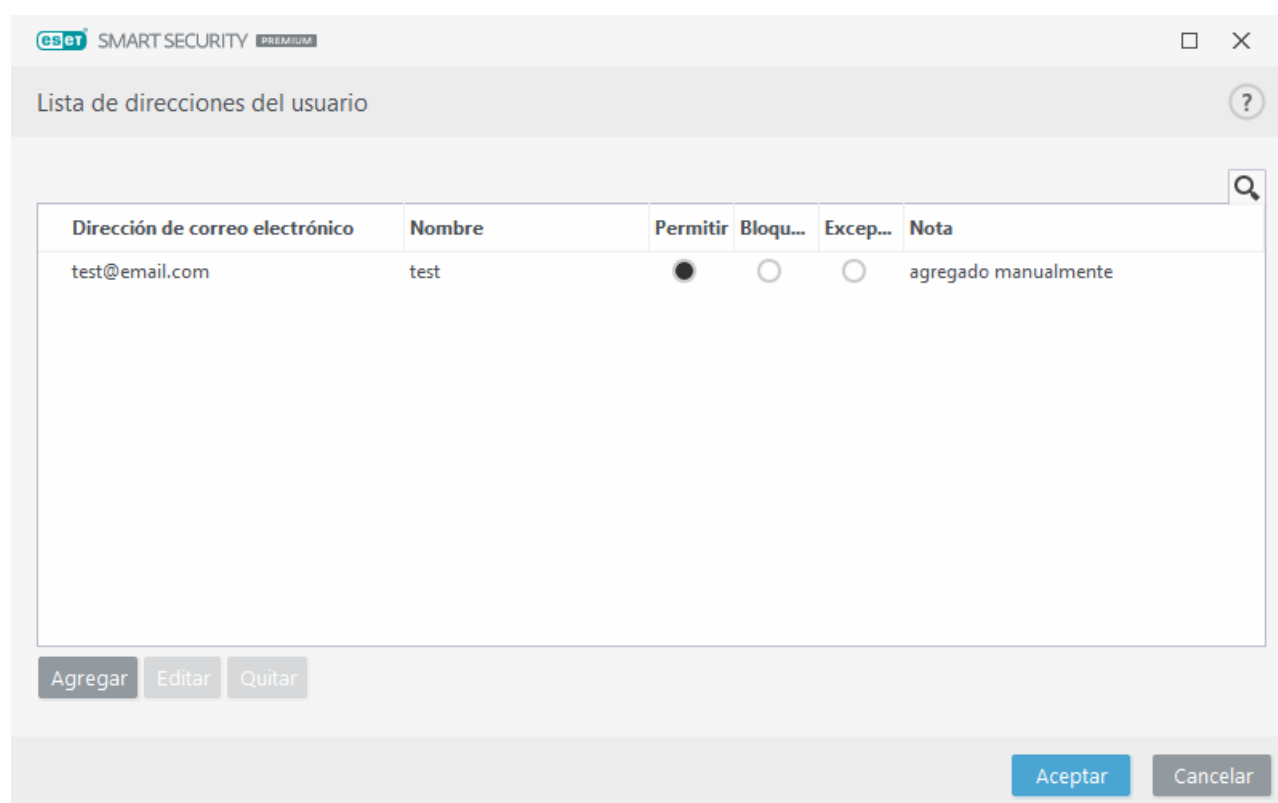 eset SMART SECURITY PREMIUM
Lista de direcciones del usuario ?
Dirección de correo electrónico Nombre Permitir Bloqu... Excep... Nota
test@email.com test agregado manualmente
Agregar Editar Quitar
Aceptar Cancelar